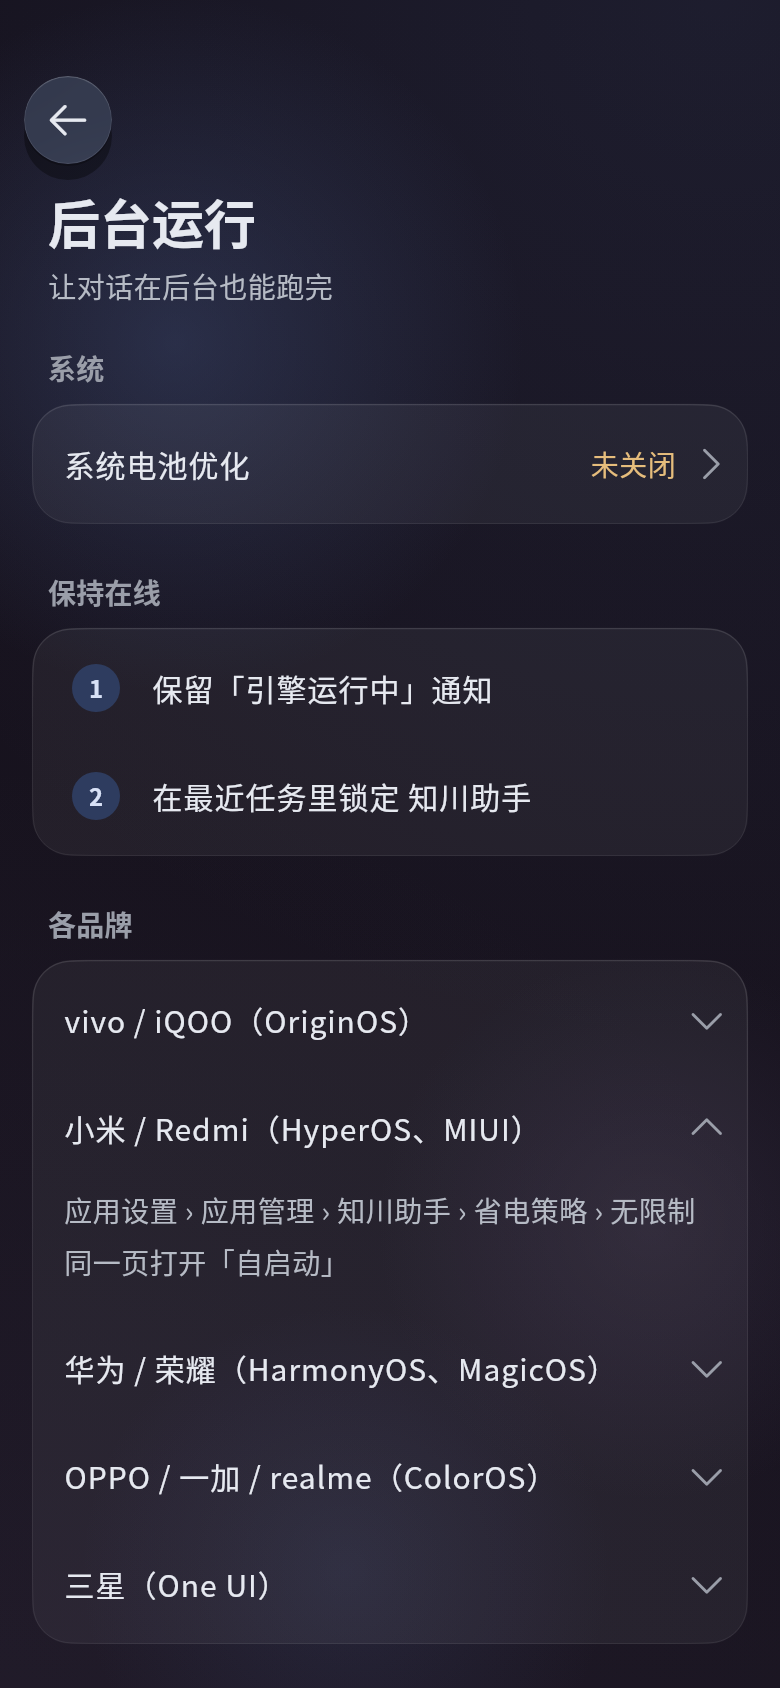 后台运行
让对话在后台也能跑完
系统
系统电池优化 未关闭
保持在线
1 保留「引擎运行中」通知
2 在最近任务里锁定 知川助手
各品牌
vivo / iQOO（OriginOS）
小米 / Redmi（HyperOS、MIUI）
应用设置 › 应用管理 › 知川助手 › 省电策略 › 无限制
同一页打开「自启动」
华为 / 荣耀（HarmonyOS、MagicOS）
OPPO / 一加 / realme（ColorOS）
三星（One UI）